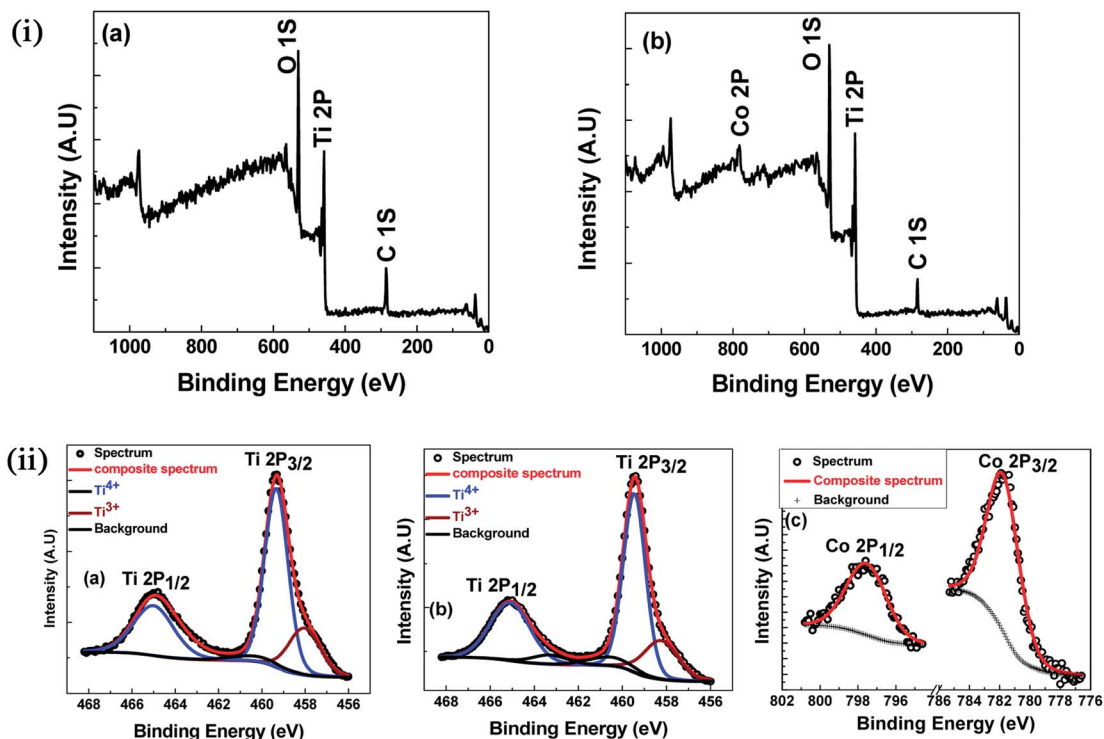 (i)
(a)
O 1S
Ti 2P
C 1S
Intensity (A.U)
1000 800 600 400 200 0
Binding Energy (eV)
(b)
Co 2P
O 1S
Ti 2P
C 1S
Intensity (A.U)
1000 800 600 400 200 0
Binding Energy (eV)
(ii)
Spectrum
composite spectrum
Ti4+
Ti3+
Background
Ti 2P3/2
(a)
Ti 2P1/2
Intensity (A.U)
468 466 464 462 460 458 456
Binding Energy (eV)
Spectrum
composite spectrum
Ti4+
Ti3+
Background
Ti 2P3/2
Ti 2P1/2
(b)
Intensity (A.U)
468 466 464 462 460 458 456
Binding Energy (eV)
Spectrum
Composite spectrum
Background
Co 2P3/2
(c)
Co 2P1/2
Intensity (A.U)
802 800 798 796 786 784 782 780 778 776
Binding Energy (eV)